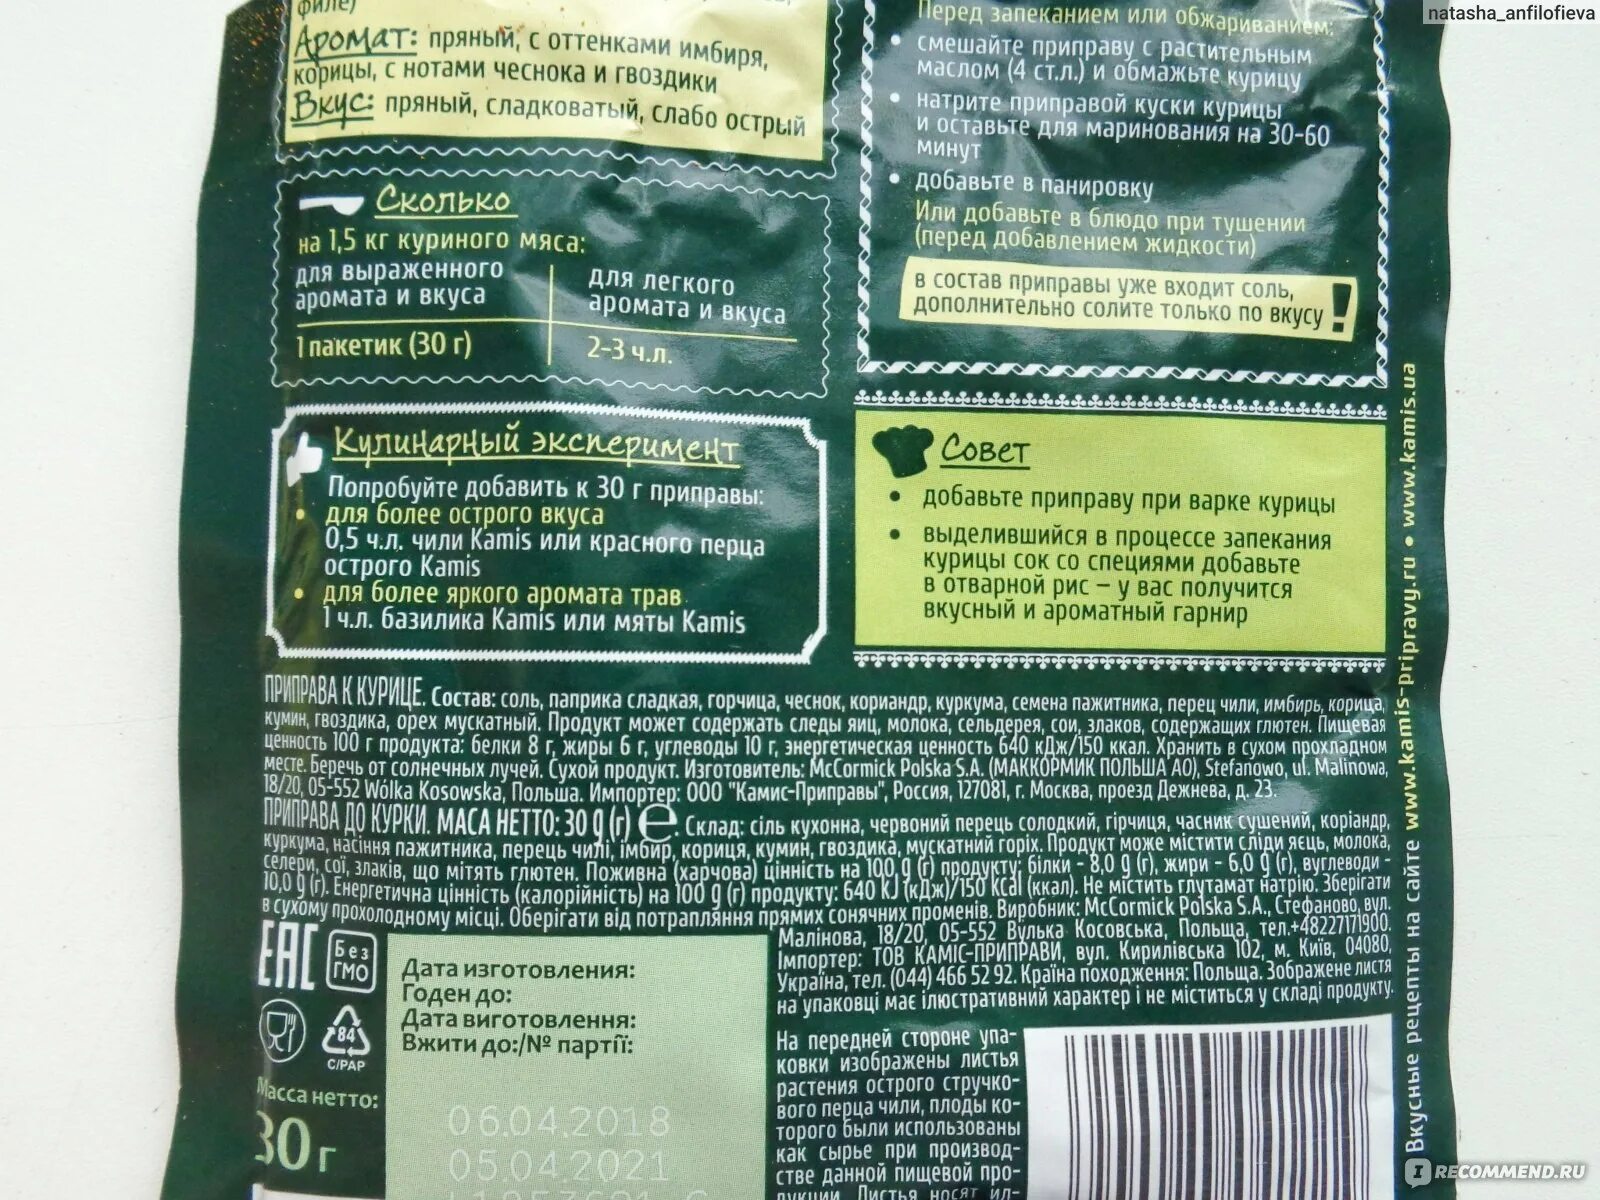 natasha_anfilofieva
филе)
Аромат: пряный, с оттенками имбиря,
корицы, с нотами чеснока и гвоздики
Вкус: пряный, сладковатый, слабо острый
Сколько
на 1,5 кг куриного мяса:
для выраженного
аромата и вкуса
для легкого
аромата и вкуса
1 пакетик (30 г)
2-3 ч.л.
Перед запеканием или обжариванием:
• смешайте приправу с растительным
маслом (4 ст.л.) и обмажьте курицу
• натрите приправой куски курицы
и оставьте для маринования на 30-60
минут
• добавьте в панировку
Или добавьте в блюдо при тушении
(перед добавлением жидкости)
в состав приправы уже входит соль,
дополнительно солите только по вкусу !
Кулинарный эксперимент
Попробуйте добавить к 30 г приправы:
• для более острого вкуса
0,5 ч.л. чили Kamis или красного перца
острого Kamis
• для более яркого аромата трав
1 ч.л. базилика Kamis или мяты Kamis
Совет
• добавьте приправу при варке курицы
• выделившийся в процессе запекания
курицы сок со специями добавьте
в отварной рис – у вас получится
вкусный и ароматный гарнир
ПРИПРАВА К КУРИЦЕ. Состав: соль, паприка сладкая, горчица, чеснок, кориандр, куркума, семена пажитника, перец чили, имбирь, корица,
кумин, гвоздика, орех мускатный. Продукт может содержать следы яиц, молока, сельдерея, сои, злаков, содержащих глютен. Пищевая
ценность 100 г продукта: белки 8 г, жиры 6 г, углеводы 10 г, энергетическая ценность 640 кДж/150 ккал. Хранить в сухом прохладном
месте. Беречь от солнечных лучей. Сухой продукт. Изготовитель: McCormick Polska S.A. (МАККОРМИК ПОЛЬША АО), Stefanowo, ul. Malinowa,
18/20, 05-552 Wólka Kosowska, Польша. Импортер: ООО "Камис-Приправы", Россия, 127081, г. Москва, проезд Дежнева, д. 23.
ПРИПРАВА ДО КУРКИ. МАСА НЕТТО: 30 g (г) ℮. Склад: сіль кухонна, червоний перець солодкий, гірчиця, часник сушений, коріандр,
куркума, насіння пажитника, перець чилі, імбир, кориця, кумин, гвоздика, мускатний горіх. Продукт може містити сліди яєць, молока,
селери, сої, злаків, що мітять глютен. Поживна (харчова) цінність на 100 g (г) продукту: білки - 8,0 g (г), жири - 6,0 g (г), вуглеводи -
10,0 g (г). Енергетична цінність (калорійність) на 100 g (г) продукту: 640 KJ (кДж)/150 Kcal (ккал). Не містить глутамат натрію. Зберігати
в сухому прохолодному місці. Оберігати від потрапляння прямих сонячних променів. Виробник: McCormick Polska S.A., Стефаново, вул.
Малінова, 18/20, 05-552 Вулька Косовська, Польща, тел.+48227171900.
Імпортер: ТОВ КАМІС-ПРИПРАВИ, вул. Кирилівська 102, м. Київ, 04080,
Україна, тел. (044) 466 52 92. Країна походження: Польща. Зображене листя
на упаковці має ілюстративний характер і не міститься у складі продукту.
EAC
Без
ГМО
84
C/PAP
Масса нетто:
30 г
Дата изготовления:
Годен до:
Дата виготовлення:
Вжити до:/№ партії:
06.04.2018
05.04.2021
На передней стороне упа-
ковки изображены листья
растения острого стручко-
вого перца чили, плоды ко-
торого были использованы
как сырье при производ-
стве данной пищевой про-
дукции. Листья носят ил-
Вкусные рецепты на сайте www.kamis-pripravy.ru • www.kamis.ua
IRECOMMEND.RU